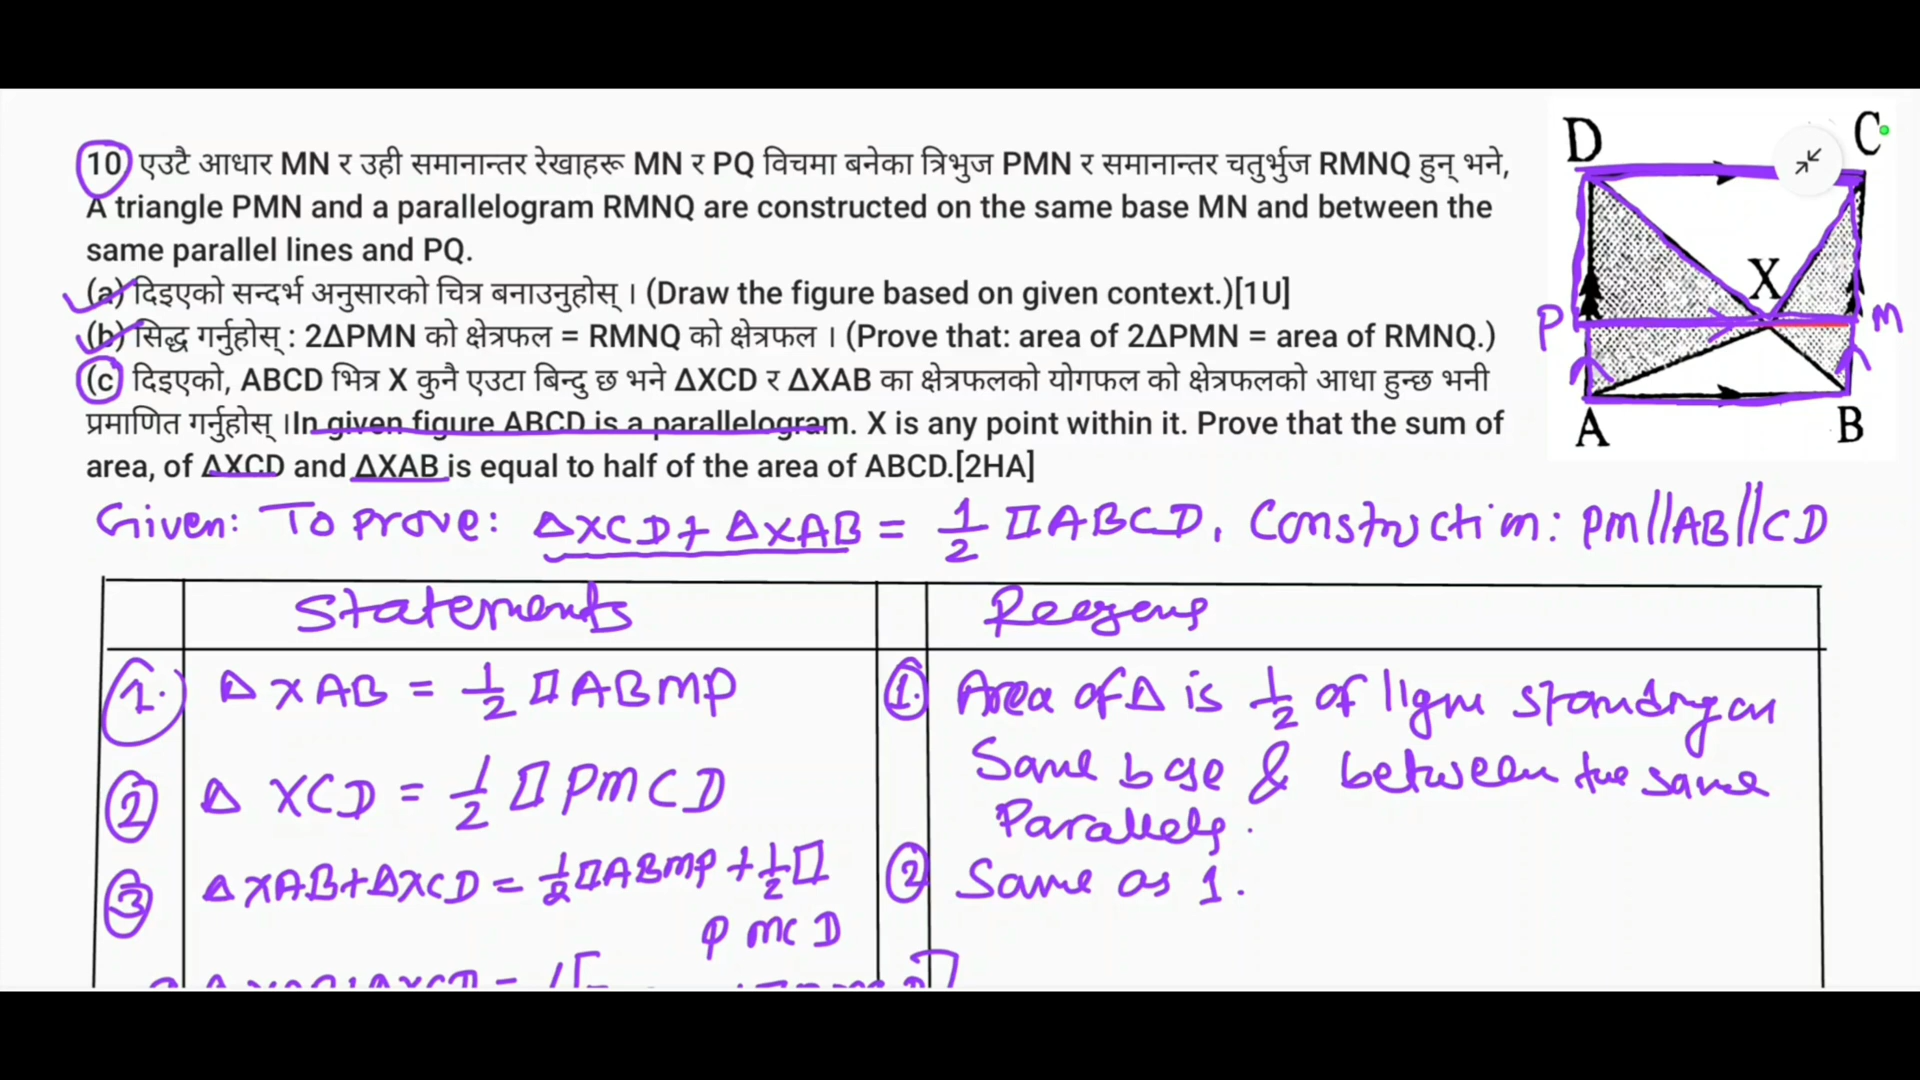 10. एउटै आधार MN र उही समानान्तर रेखाहरू MN र PQ विचमा बनेका त्रिभुज PMN र समानान्तर चतुर्भुज RMNQ हुन् भने,
A triangle PMN and a parallelogram RMNQ are constructed on the same base MN and between the
same parallel lines and PQ.
(a) दिइएको सन्दर्भ अनुसारको चित्र बनाउनुहोस् । (Draw the figure based on given context.)[1U]
(b) सिद्ध गर्नुहोस् : 2ΔPMN को क्षेत्रफल = RMNQ को क्षेत्रफल । (Prove that: area of 2ΔPMN = area of RMNQ.)
(c) दिइएको, ABCD भित्र X कुनै एउटा बिन्दु छ भने ΔXCD र ΔXAB का क्षेत्रफलको योगफल को क्षेत्रफलको आधा हुन्छ भनी
प्रमाणित गर्नुहोस् ।In given figure ABCD is a parallelogram. X is any point within it. Prove that the sum of
area, of ΔXCD and ΔXAB is equal to half of the area of ABCD.[2HA]
D C
X
P M
A B
Given: To prove: ΔXCD + ΔXAB = 1/2 ▱ABCD. Construction: PM//AB//CD
Statements Reasons
1. ΔXAB = 1/2 ▱ABMP
1. Area of Δ is 1/2 of llgm standing on
same base & between the same
Parallels.
2 ΔXCD = 1/2 ▱PMCD
2 Same as 1.
3 ΔXAB+ΔXCD = 1/2 ▱ABMP + 1/2 ▱
PMCD